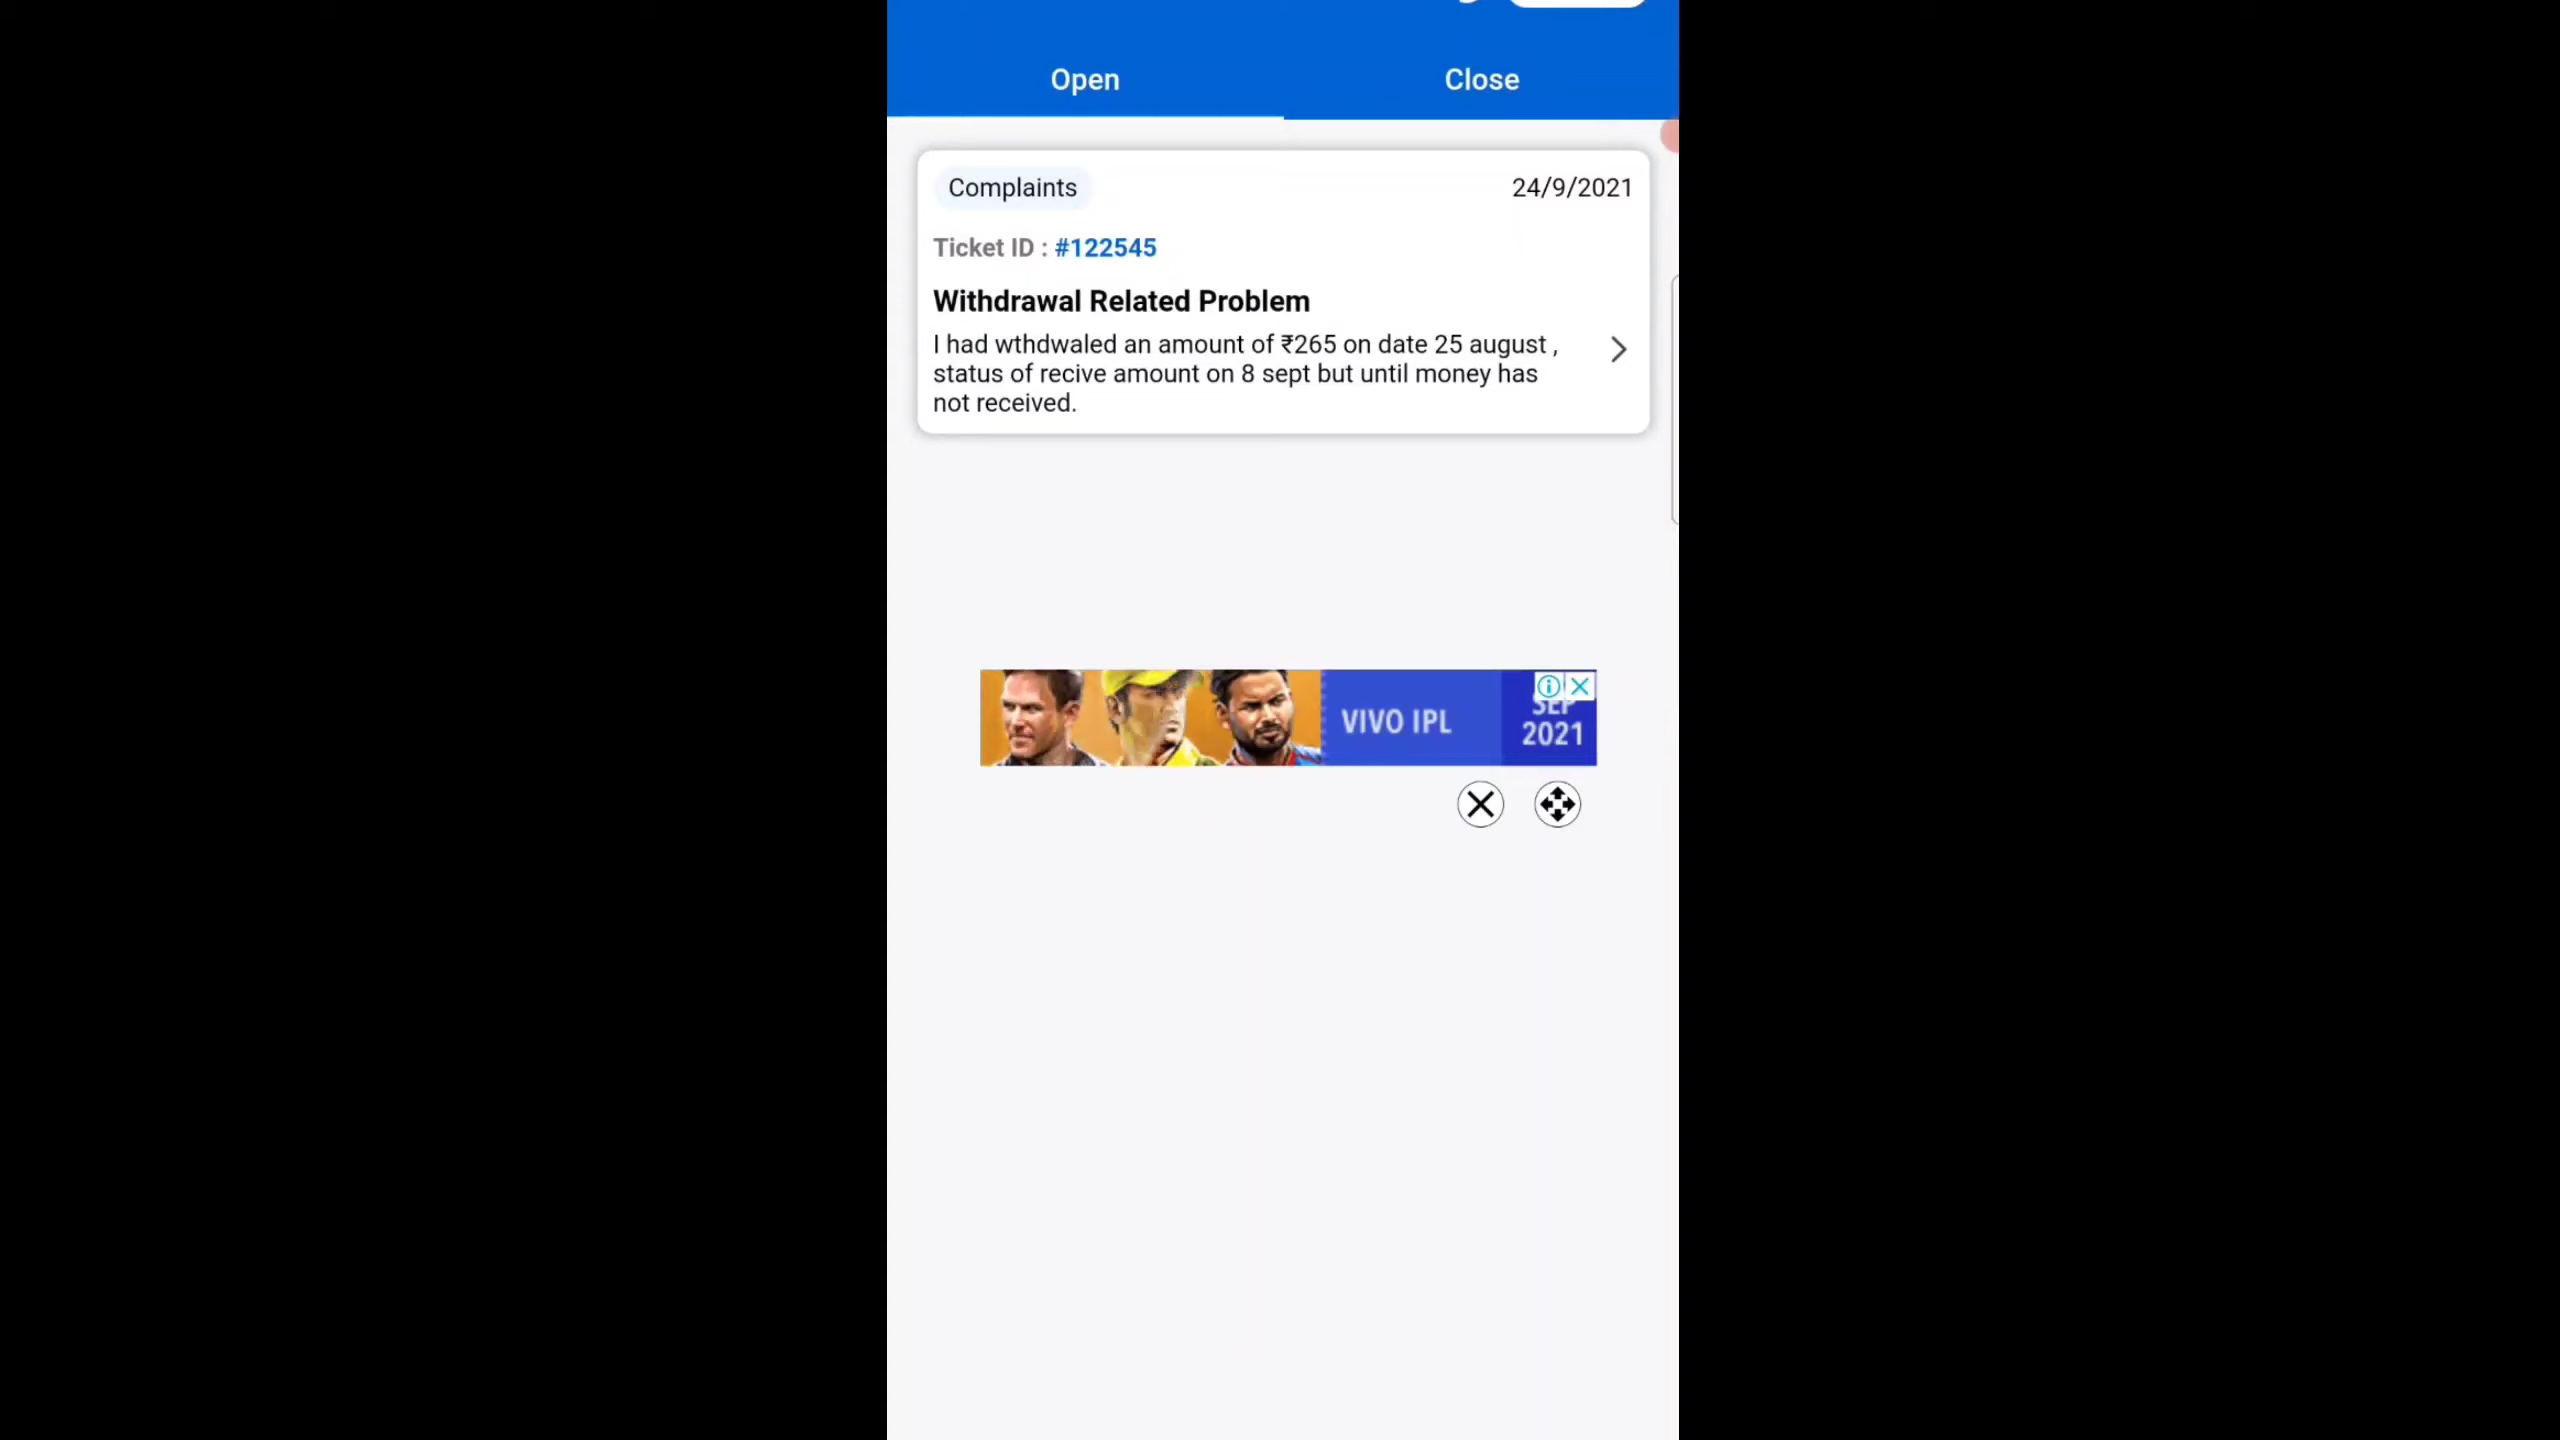 Open
Close
Complaints
24/9/2021
Ticket ID : #122545
Withdrawal Related Problem
I had wthdwaled an amount of ₹265 on date 25 august ,
status of recive amount on 8 sept but until money has
not received.
VIVO IPL
SEP
2021